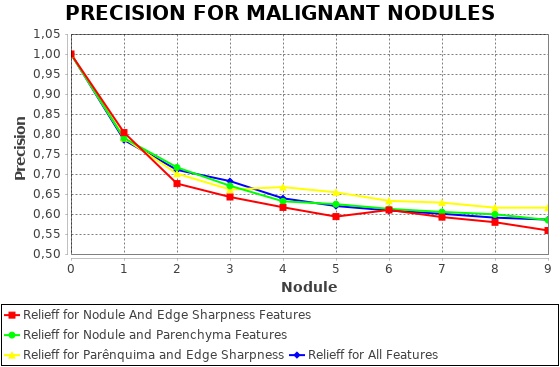 PRECISION FOR MALIGNANT NODULES
1,05
1,00
0,95
0,90
0,85
0,80
0,75
0,70
0,65
0,60
0,55
0,50
Precision
0 1 2 3 4 5 6 7 8 9
Nodule
Relieff for Nodule And Edge Sharpness Features
Relieff for Nodule and Parenchyma Features
Relieff for Parênquima and Edge Sharpness Relieff for All Features